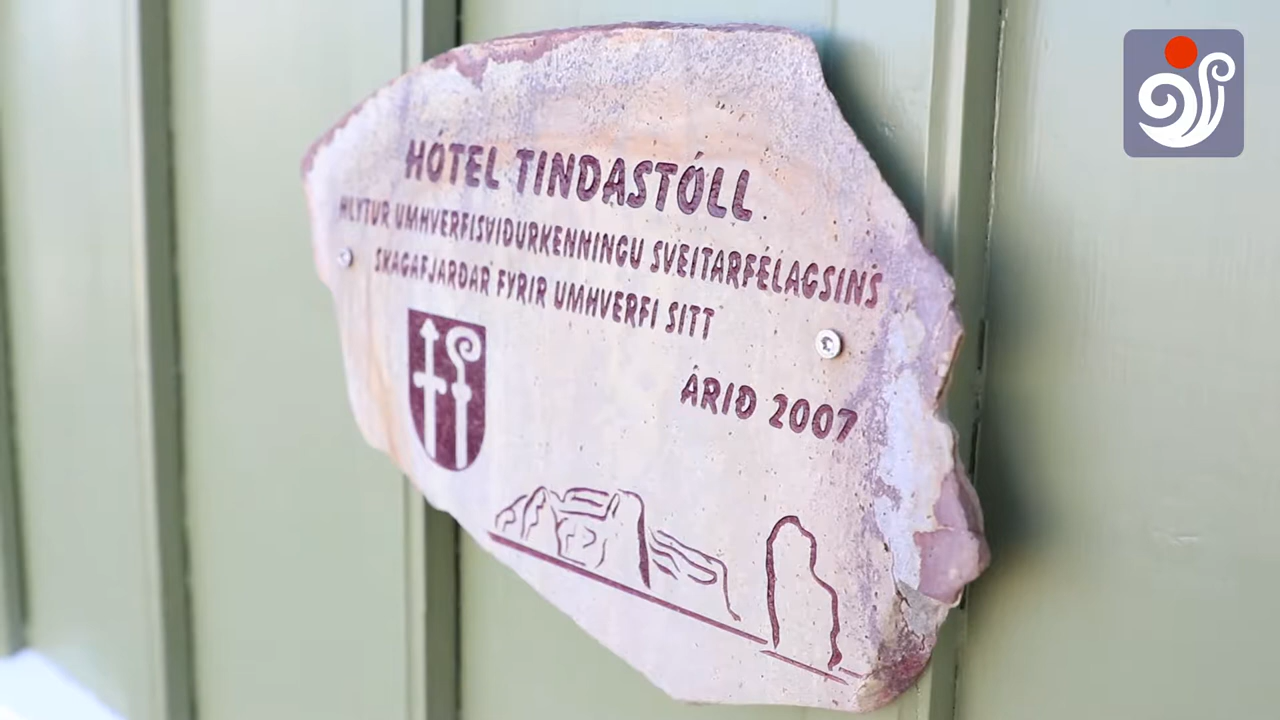 HÓTEL TINDASTÓLL
HLÝTUR UMHVERFISVIÐURKENNINGU SVEITARFÉLAGSINS
SKAGAFJARÐAR FYRIR UMHVERFI SITT
ÁRIÐ 2007